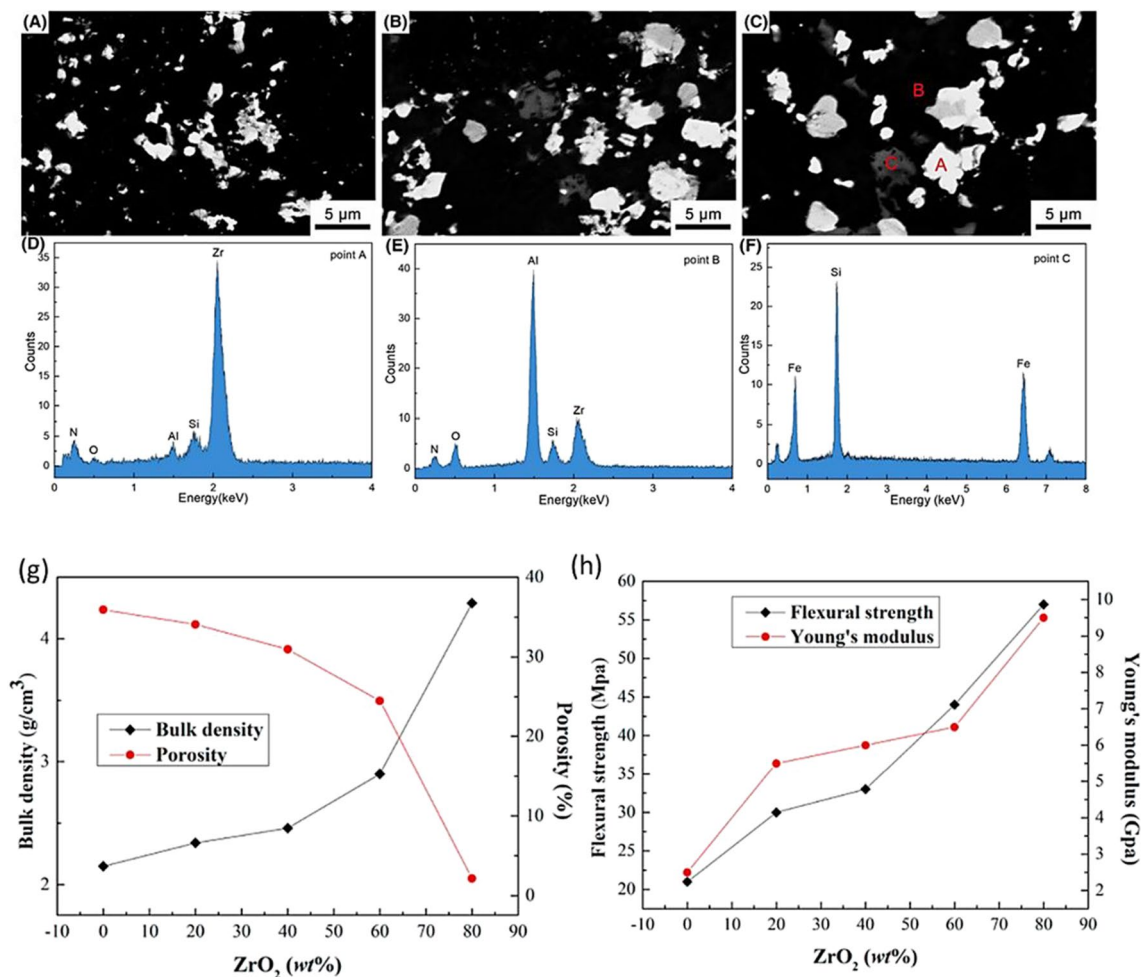 (A)
5 µm
(B)
5 µm
(C)
B
C
A
5 µm
(D)
point A
Zr
N
O
Al
Si
Counts
35
30
25
20
15
10
5
0
0 1 2 3 4
Energy(keV)
(E)
point B
Al
N
O
Si
Zr
Counts
40
30
20
10
0
0 1 2 3 4
Energy(keV)
(F)
point C
Si
Fe
Fe
Counts
25
20
15
10
5
0
0 1 2 3 4 5 6 7 8
Energy (keV)
(g)
Bulk density
Porosity
Bulk density (g/cm³)
4
3
2
Porosity (%)
40
30
20
10
0
-10 0 10 20 30 40 50 60 70 80 90
ZrO₂ (wt%)
(h)
Flexural strength
Young's modulus
Flexural strength (Mpa)
60
55
50
45
40
35
30
25
20
Young's modulus (Gpa)
10
9
8
7
6
5
4
3
2
-10 0 10 20 30 40 50 60 70 80 90
ZrO₂ (wt%)